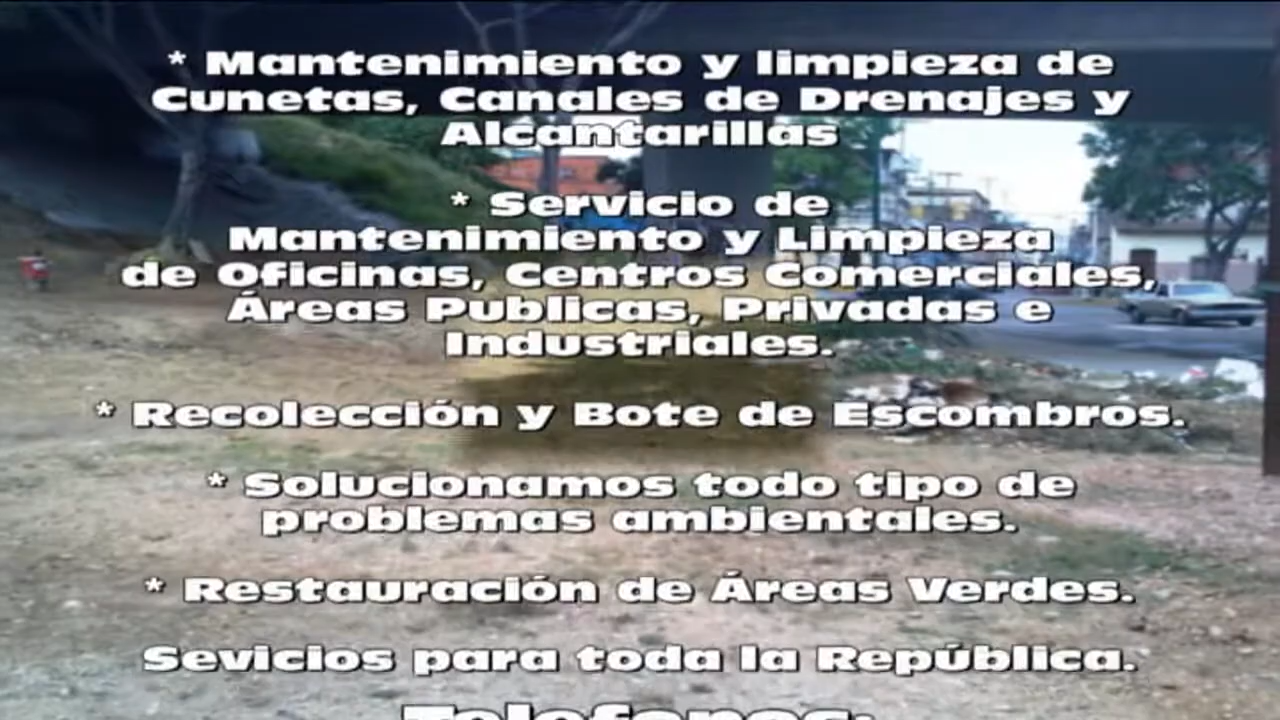 * Mantenimiento y limpieza de
Cunetas, Canales de Drenajes y
Alcantarillas
* Servicio de
Mantenimiento y Limpieza
de Oficinas, Centros Comerciales,
Áreas Publicas, Privadas e
Industriales.
* Recolección y Bote de Escombros.
* Solucionamos todo tipo de
problemas ambientales.
* Restauración de Áreas Verdes.
Sevicios para toda la República.
Telefonos: